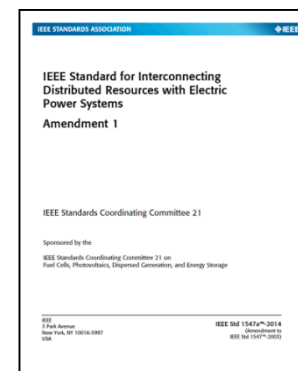 IEEE STANDARDS ASSOCIATION
IEEE
IEEE Standard for Interconnecting
Distributed Resources with Electric
Power Systems
Amendment 1
IEEE Standards Coordinating Committee 21
Sponsored by the
IEEE Standards Coordinating Committee 21 on
Fuel Cells, Photovoltaics, Dispersed Generation, and Energy Storage
IEEE
3 Park Avenue
New York, NY 10016-5997
USA
IEEE Std 1547a™-2014
(Amendment to
IEEE Std 1547™-2003)